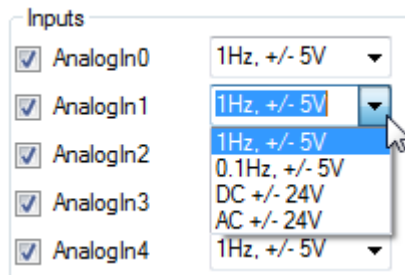 Inputs
AnalogIn0 1Hz, +/- 5V
AnalogIn1 1Hz, +/- 5V
1Hz, +/- 5V
AnalogIn2 0.1Hz, +/- 5V
DC +/- 24V
AnalogIn3 AC +/- 24V
AnalogIn4 1Hz, +/- 5V